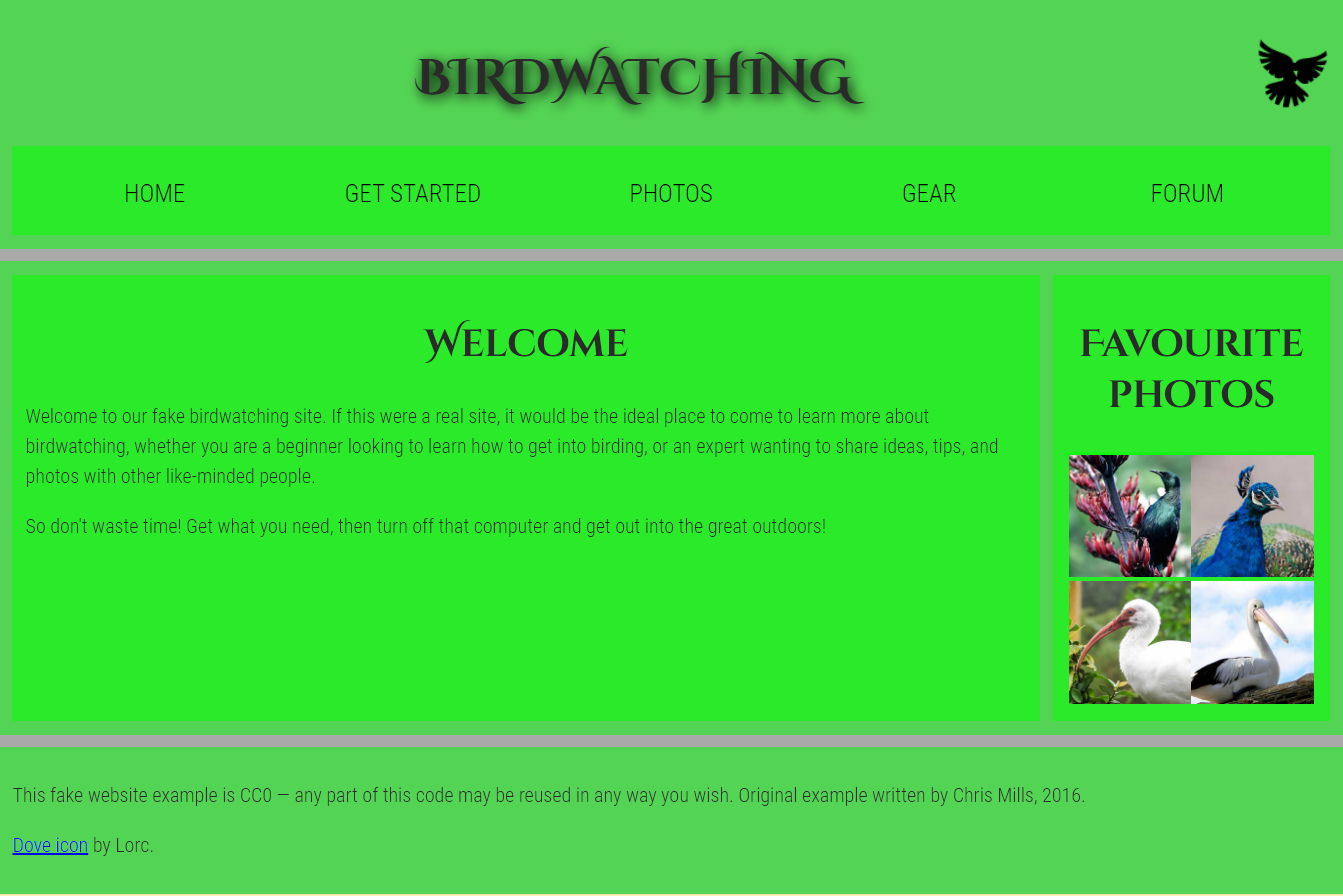 BIRDWATCHING
HOME
GET STARTED
PHOTOS
GEAR
FORUM
WELCOME
Welcome to our fake birdwatching site. If this were a real site, it would be the ideal place to come to learn more about
birdwatching, whether you are a beginner looking to learn how to get into birding, or an expert wanting to share ideas, tips, and
photos with other like-minded people.
So don't waste time! Get what you need, then turn off that computer and get out into the great outdoors!
FAVOURITE
PHOTOS
This fake website example is CC0 — any part of this code may be reused in any way you wish. Original example written by Chris Mills, 2016.
Dove icon by Lorc.